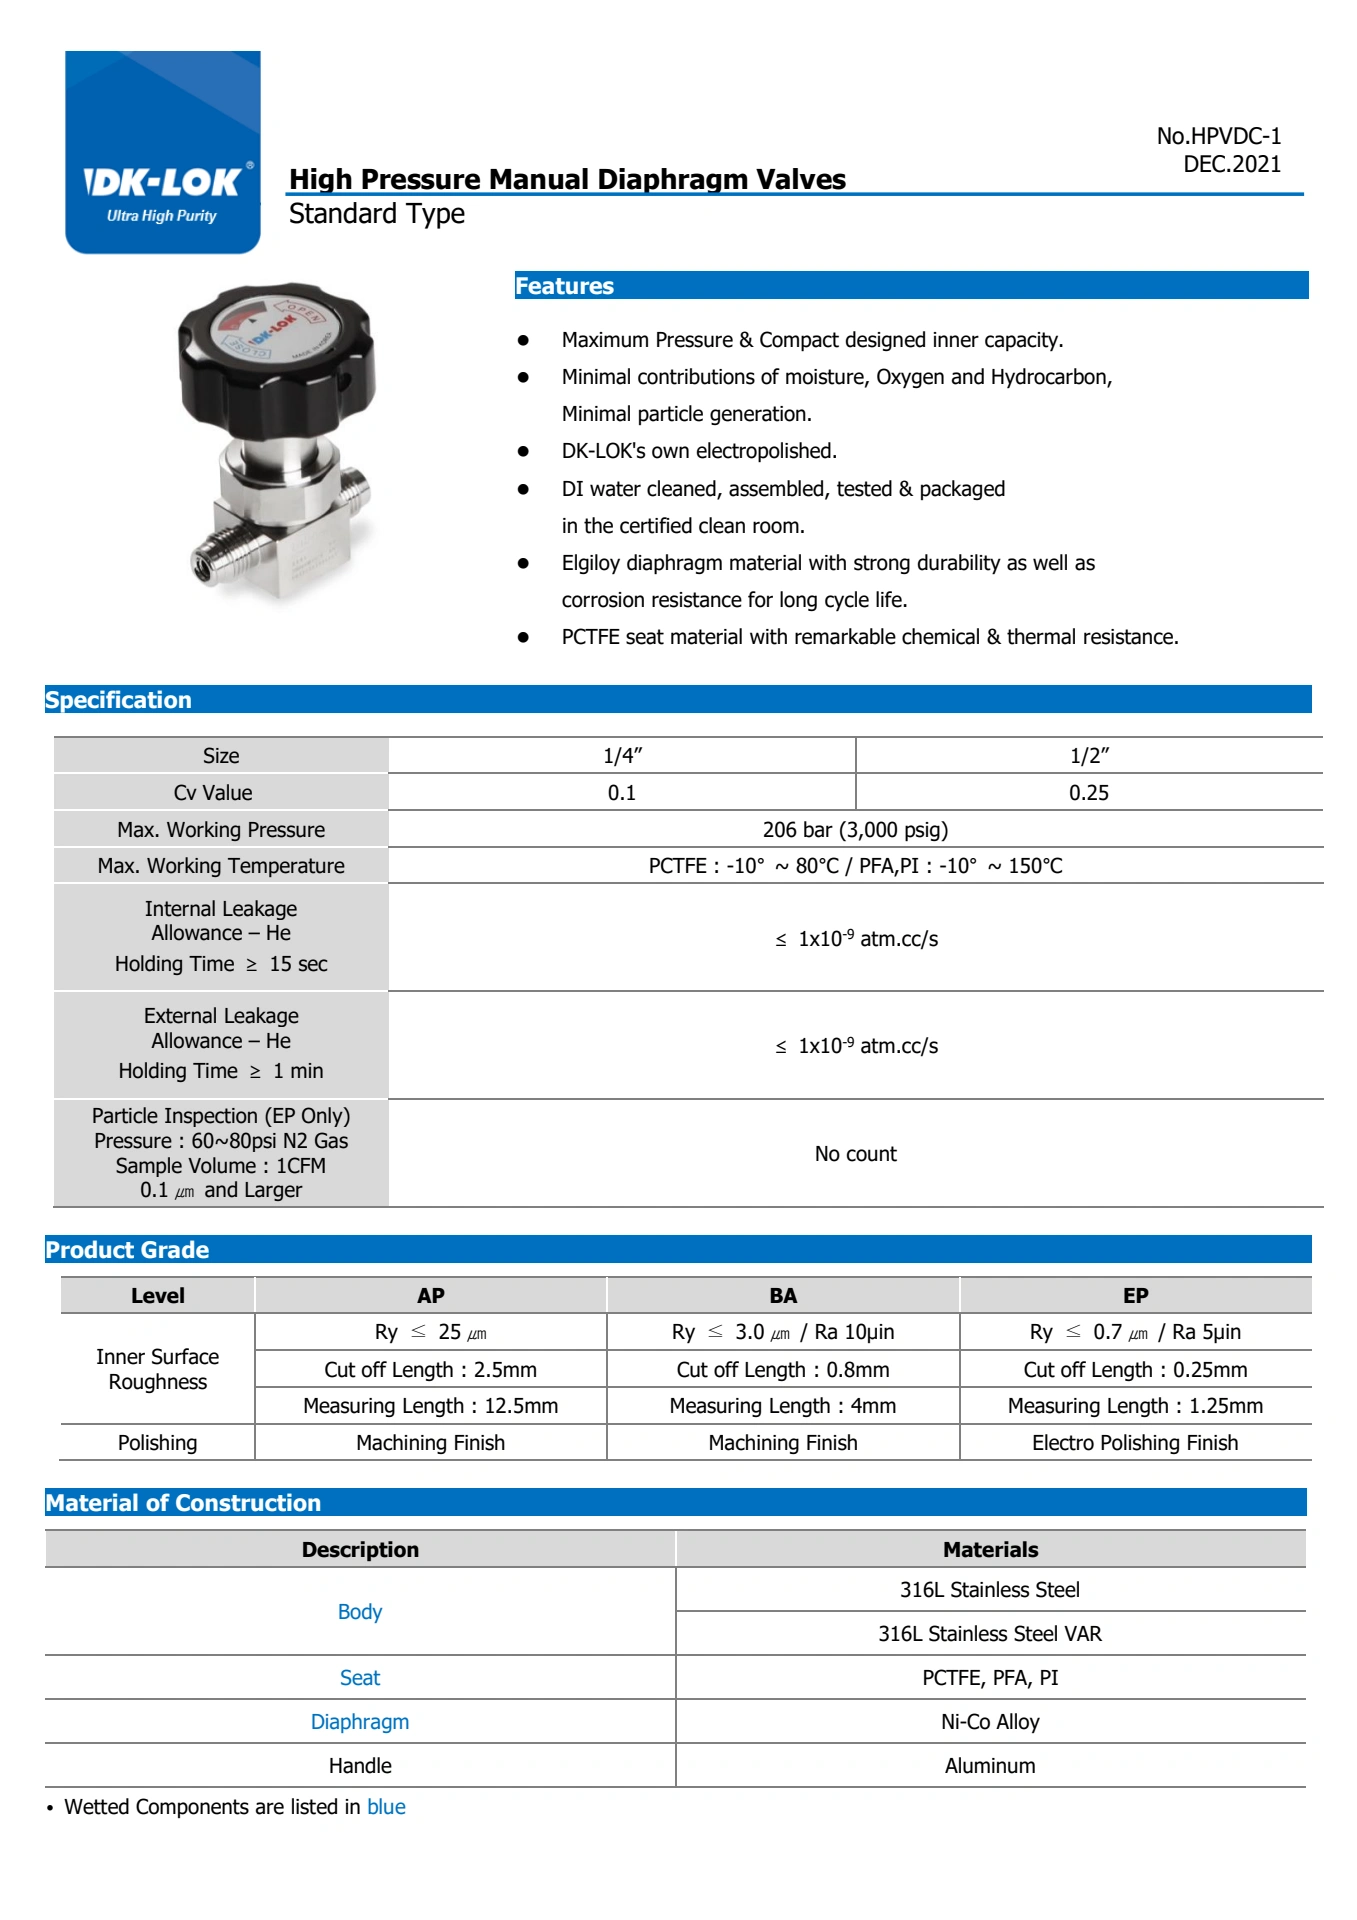 DK-LOK®
Ultra High Purity
No.HPVDC-1
DEC.2021
High Pressure Manual Diaphragm Valves
Standard Type
OPEN
DK-LOK
CLOSE
MADE IN KOREA
Features
● Maximum Pressure & Compact designed inner capacity.
● Minimal contributions of moisture, Oxygen and Hydrocarbon,
Minimal particle generation.
● DK-LOK's own electropolished.
● DI water cleaned, assembled, tested & packaged
in the certified clean room.
● Elgiloy diaphragm material with strong durability as well as
corrosion resistance for long cycle life.
● PCTFE seat material with remarkable chemical & thermal resistance.
Specification
Size 1/4” 1/2”
Cv Value 0.1 0.25
Max. Working Pressure 206 bar (3,000 psig)
Max. Working Temperature PCTFE : -10° ~ 80°C / PFA,PI : -10° ~ 150°C
Internal Leakage
Allowance – He
Holding Time ≥ 15 sec
≤ 1x10⁻⁹ atm.cc/s
External Leakage
Allowance – He
Holding Time ≥ 1 min
≤ 1x10⁻⁹ atm.cc/s
Particle Inspection (EP Only)
Pressure : 60~80psi N2 Gas
Sample Volume : 1CFM
0.1 ㎛ and Larger
No count
Product Grade
Level AP BA EP
Inner Surface
Roughness
Ry ≤ 25 ㎛ Ry ≤ 3.0 ㎛ / Ra 10µin Ry ≤ 0.7 ㎛ / Ra 5µin
Cut off Length : 2.5mm Cut off Length : 0.8mm Cut off Length : 0.25mm
Measuring Length : 12.5mm Measuring Length : 4mm Measuring Length : 1.25mm
Polishing Machining Finish Machining Finish Electro Polishing Finish
Material of Construction
Description Materials
Body
316L Stainless Steel
316L Stainless Steel VAR
Seat PCTFE, PFA, PI
Diaphragm Ni-Co Alloy
Handle Aluminum
• Wetted Components are listed in blue